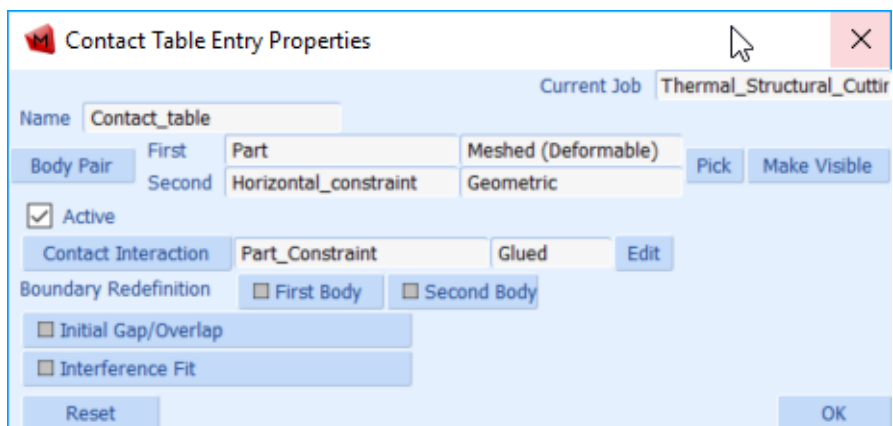 Contact Table Entry Properties
Current Job Thermal_Structural_Cuttir
Name Contact_table
Body Pair First Part Meshed (Deformable) Pick Make Visible
Second Horizontal_constraint Geometric
Active
Contact Interaction Part_Constraint Glued Edit
Boundary Redefinition First Body Second Body
Initial Gap/Overlap
Interference Fit
Reset OK